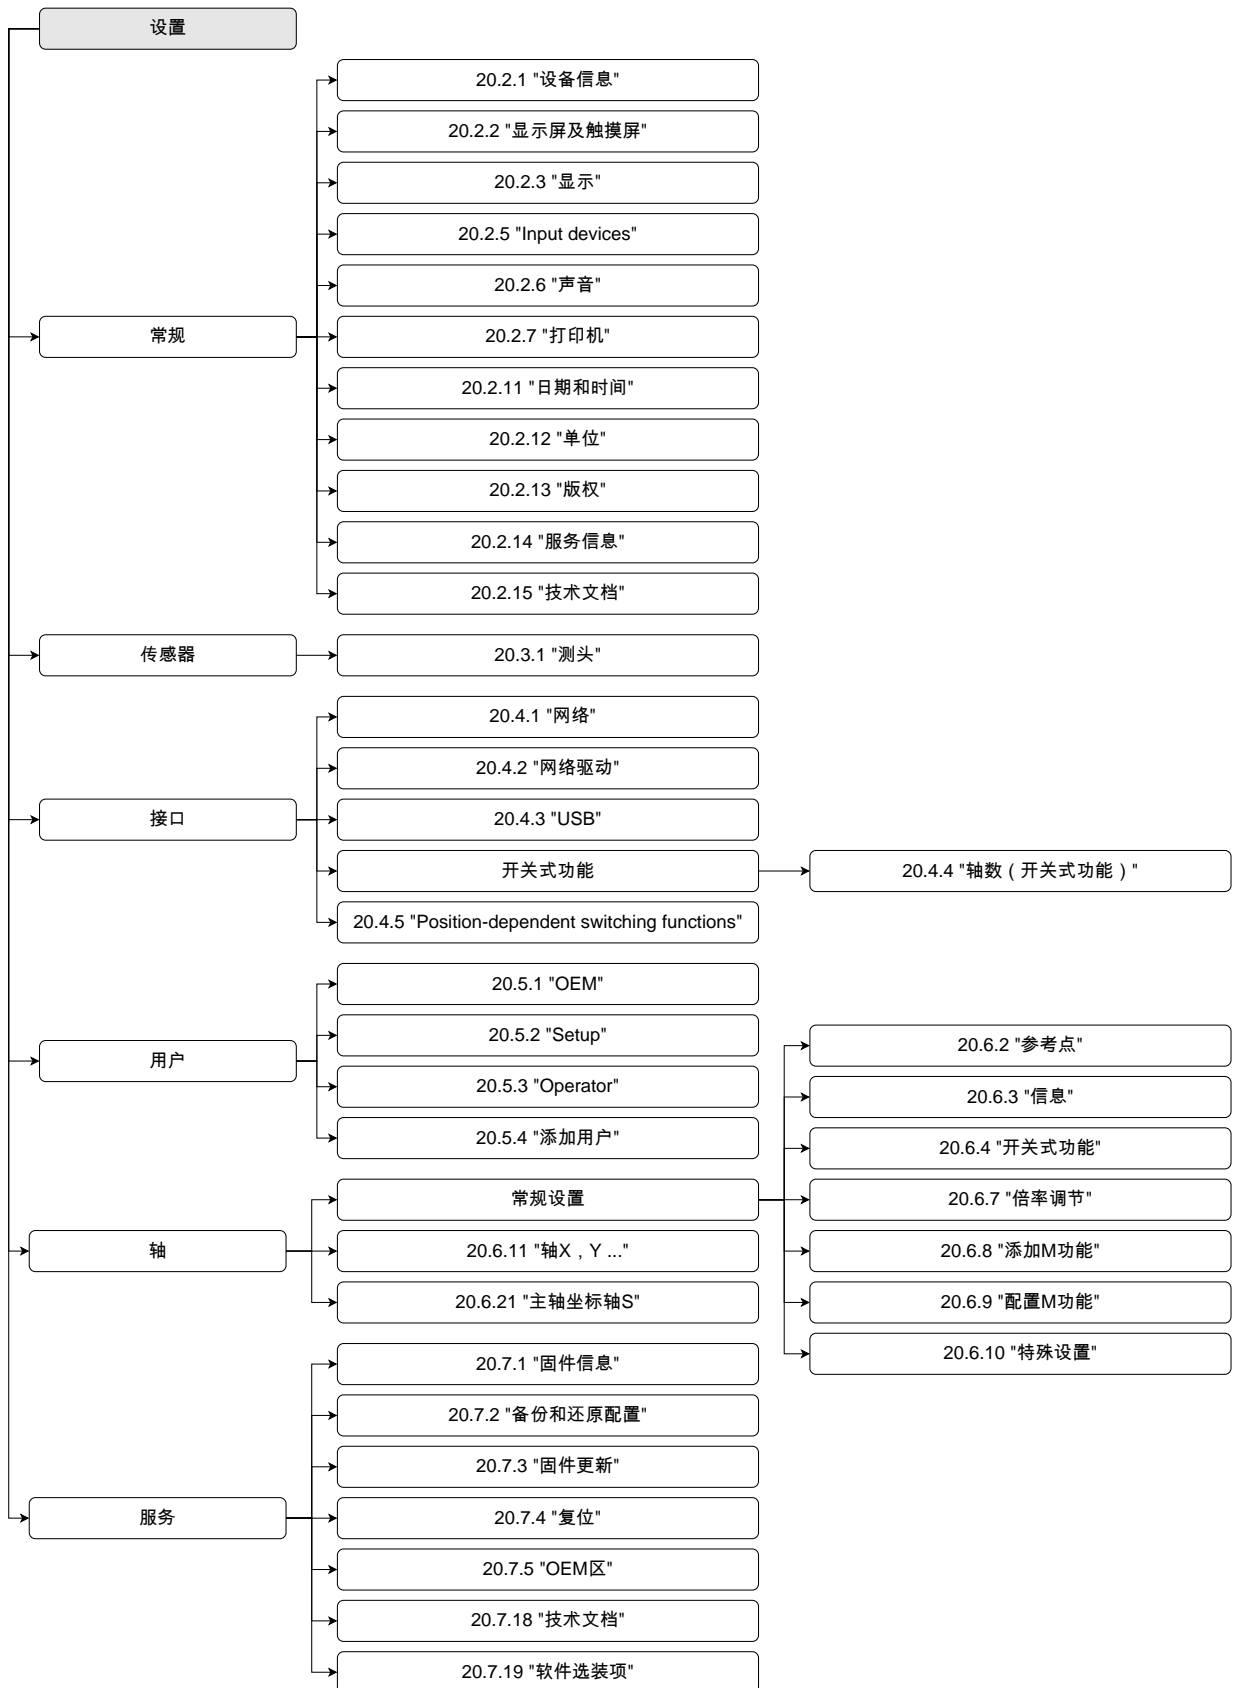 设置
常规
20.2.1 "设备信息"
20.2.2 "显示屏及触摸屏"
20.2.3 "显示"
20.2.5 "Input devices"
20.2.6 "声音"
20.2.7 "打印机"
20.2.11 "日期和时间"
20.2.12 "单位"
20.2.13 "版权"
20.2.14 "服务信息"
20.2.15 "技术文档"
传感器
20.3.1 "测头"
接口
20.4.1 "网络"
20.4.2 "网络驱动"
20.4.3 "USB"
开关式功能
20.4.4 "轴数（开关式功能）"
20.4.5 "Position-dependent switching functions"
用户
20.5.1 "OEM"
20.5.2 "Setup"
20.5.3 "Operator"
20.5.4 "添加用户"
轴
常规设置
20.6.2 "参考点"
20.6.3 "信息"
20.6.4 "开关式功能"
20.6.7 "倍率调节"
20.6.8 "添加M功能"
20.6.9 "配置M功能"
20.6.10 "特殊设置"
20.6.11 "轴X，Y ..."
20.6.21 "主轴坐标轴S"
服务
20.7.1 "固件信息"
20.7.2 "备份和还原配置"
20.7.3 "固件更新"
20.7.4 "复位"
20.7.5 "OEM区"
20.7.18 "技术文档"
20.7.19 "软件选装项"